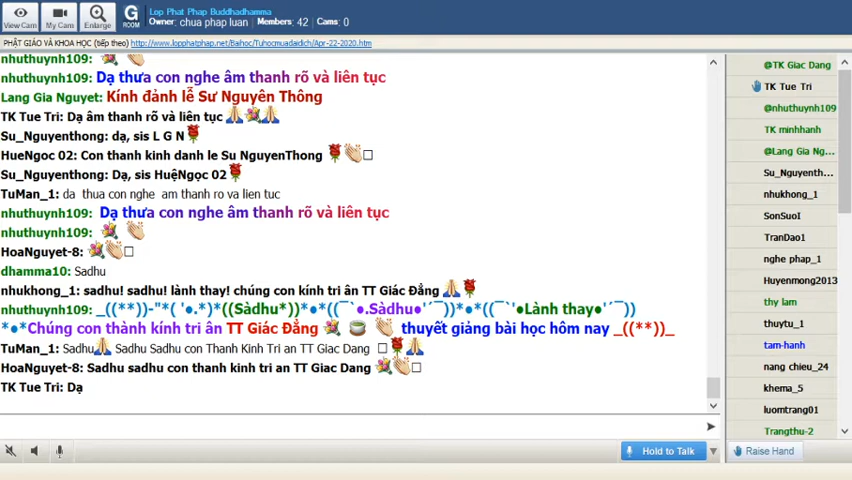 Lop Phat Phap Buddhadhamma
Owner: chua phap luan Members: 42 Cams: 0
View Cam My Cam Enlarge G ROOM
PHẬT GIÁO VÀ KHOA HỌC (tiếp theo) http://www.lopphatphap.net/Baihoc/Tuhocmuadaidich/Apr-22-2020.htm
nhuthuynh109:
nhuthuynh109: Dạ thưa con nghe âm thanh rõ và liên tục
Lang Gia Nguyet: Kính đảnh lễ Sư Nguyên Thông
TK Tue Tri: Dạ âm thanh rõ và liên tục
Su_Nguyenthong: dạ, sis L G N
HueNgoc 02: Con thanh kinh danh le Su NguyenThong
Su_Nguyenthong: Dạ, sis HuệNgọc 02
TuMan_1: da thua con nghe am thanh ro va lien tuc
nhuthuynh109: Dạ thưa con nghe âm thanh rõ và liên tục
nhuthuynh109:
HoaNguyet-8:
dhamma10: Sadhu
nhukhong_1: sadhu! sadhu! lành thay! chúng con kính tri ân TT Giác Đẳng
nhuthuynh109: _((**))-"*( '●.*)*((Sàdhu*))*●*((¯`●.Sàdhu●'´¯))*●*((¯`'●Lành thay●'´¯))
*●*Chúng con thành kính tri ân TT Giác Đẳng thuyết giảng bài học hôm nay _((**))_
TuMan_1: Sadhu Sadhu Sadhu con Thanh Kinh Tri an TT Giac Dang
HoaNguyet-8: Sadhu sadhu con thanh kinh tri an TT Giac Dang
TK Tue Tri: Dạ
Hold to Talk
@TK Giac Dang
TK Tue Tri
@nhuthuynh109
TK minhhanh
@Lang Gia Ng...
Su_Nguyenth...
nhukhong_1
SonSuoI
TranDao1
nghe phap_1
Huyenmong2013
thy lam
thuytu_1
tam-hanh
nang chieu_24
khema_5
luomtrang01
Trangthu-2
Raise Hand